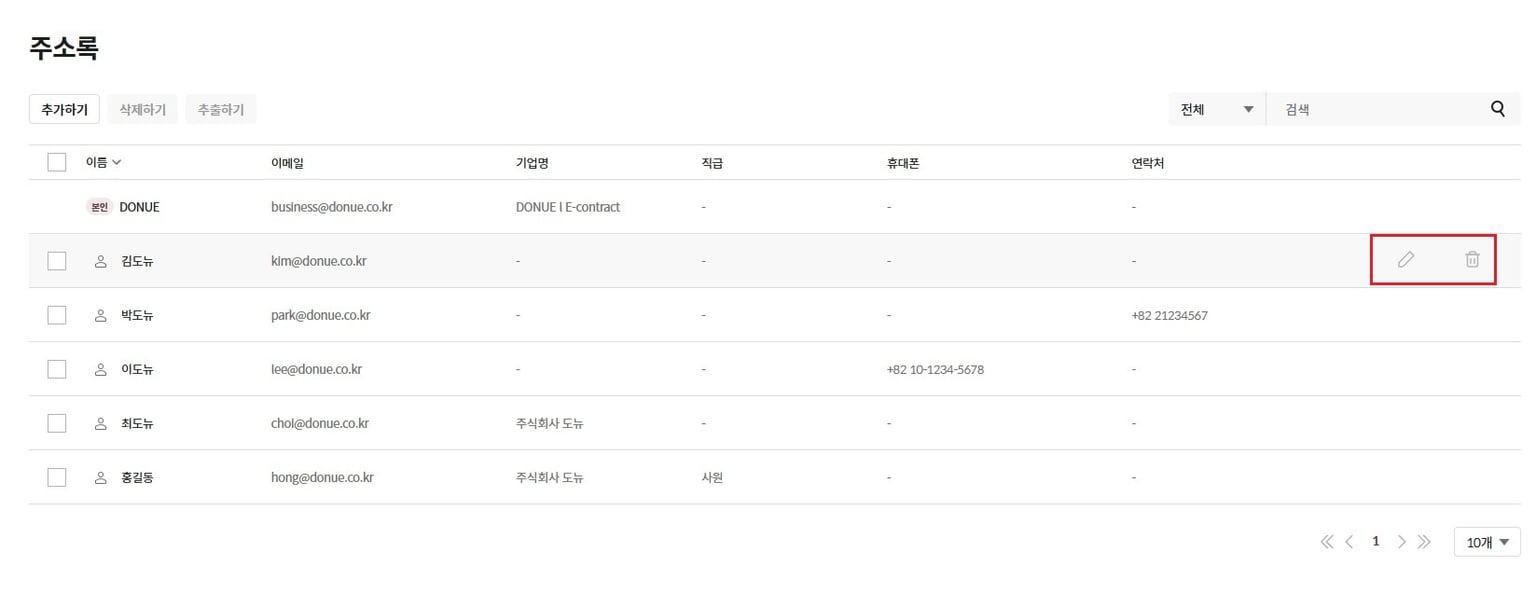 주소록
추가하기 삭제하기 추출하기 전체 검색
이름 이메일 기업명 직급 휴대폰 연락처
본인 DONUE business@donue.co.kr DONUE l E-contract - - -
김도뉴 kim@donue.co.kr - - - -
박도뉴 park@donue.co.kr - - - +82 21234567
이도뉴 lee@donue.co.kr - - +82 10-1234-5678 -
최도뉴 choi@donue.co.kr 주식회사 도뉴 - - -
홍길동 hong@donue.co.kr 주식회사 도뉴 사원 - -
1 10개